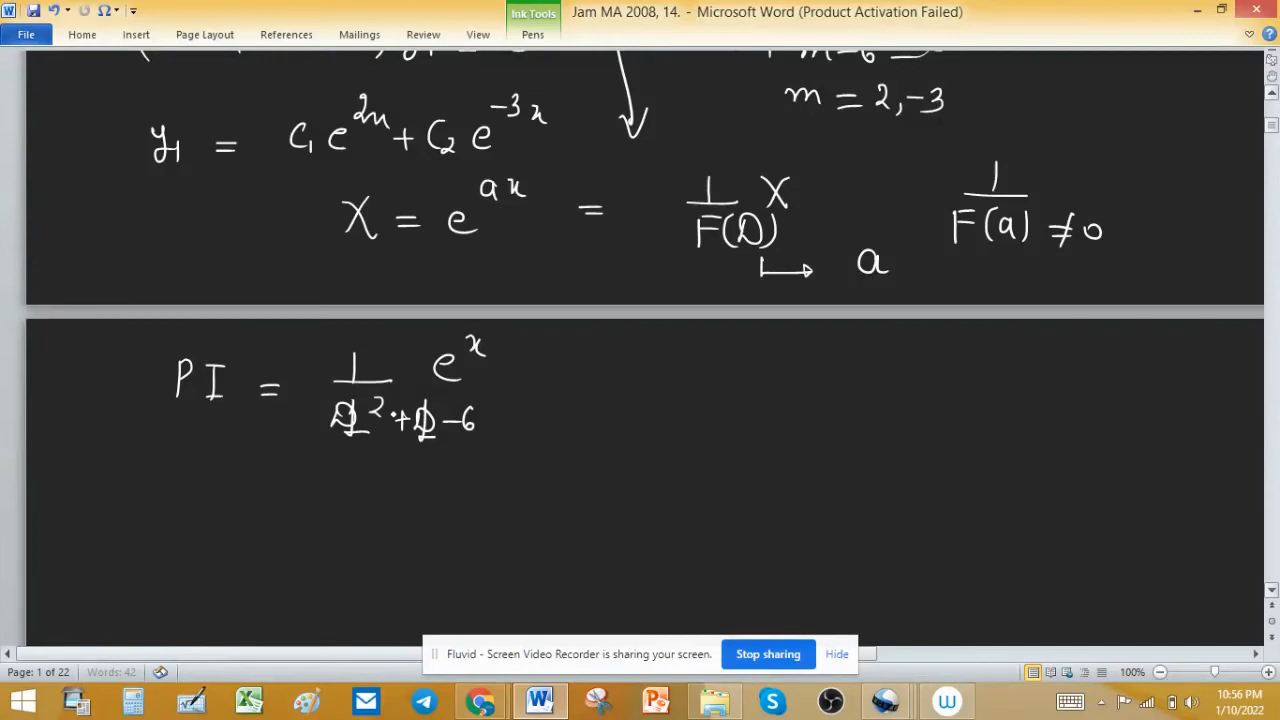 Ink Tools
Jam MA 2008, 14. - Microsoft Word (Product Activation Failed)
File Home Insert Page Layout References Mailings Review View Pens
m = 2, -3
y₁ = C₁ e^{2x} + C₂ e^{-3x}
X = e^{ax} = 1/F(D) X 1/F(a) ≠ 0
a
PI = 1/(D² + D - 6) e^x
Fluvid - Screen Video Recorder is sharing your screen. Stop sharing Hide
Page: 1 of 22 Words: 42 100%
10:56 PM
1/10/2022